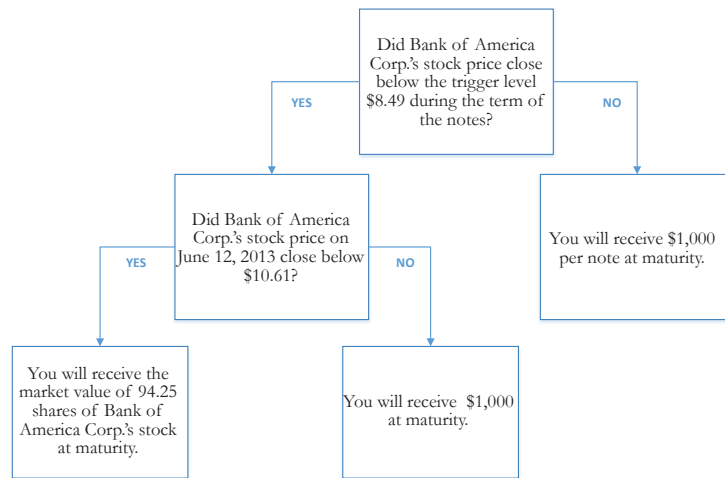 Did Bank of America
Corp.'s stock price close
below the trigger level
$8.49 during the term of
the notes?
YES
NO
Did Bank of America
Corp.'s stock price on
June 12, 2013 close below
$10.61?
You will receive $1,000
per note at maturity.
YES
NO
You will receive the
market value of 94.25
shares of Bank of
America Corp.'s stock
at maturity.
You will receive $1,000
at maturity.